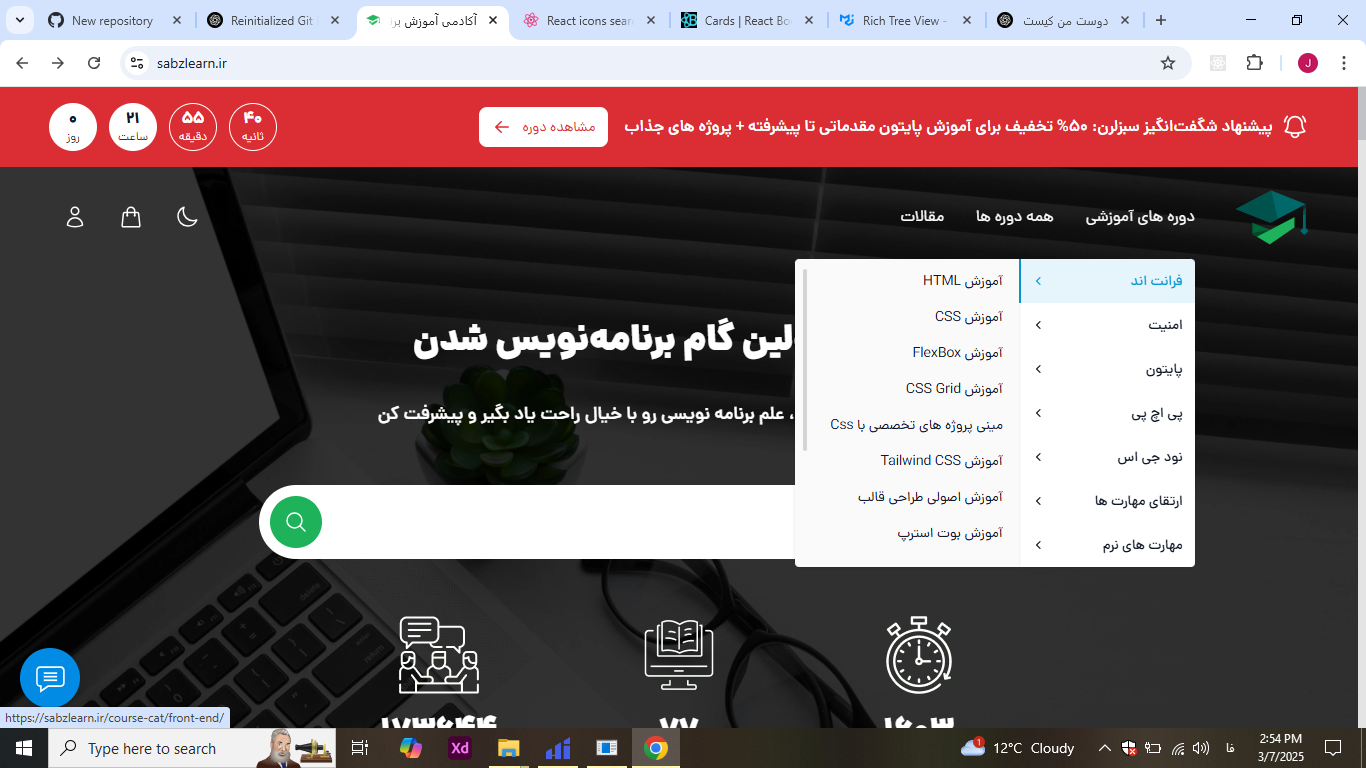 New repository
Reinitialized Git
آکادمی آموزش برن
React icons sear
Cards | React Bo
Rich Tree View -
دوست من کیست
sabzlearn.ir
J
پیشنهاد شگفت‌انگیز سبزلرن: ۵۰% تخفیف برای آموزش پایتون مقدماتی تا پیشرفته + پروژه های جذاب
مشاهده دوره
۴۰ ثانیه
۵۵ دقیقه
۲۱ ساعت
۰ روز
دوره های آموزشی
همه دوره ها
مقالات
فرانت اند
امنیت
پایتون
پی اچ پی
نود جی اس
ارتقای مهارت ها
مهارت های نرم
آموزش HTML
آموزش CSS
آموزش FlexBox
آموزش CSS Grid
مینی پروژه های تخصصی با Css
آموزش Tailwind CSS
آموزش اصولی طراحی قالب
آموزش بوت استرپ
گام برنامه‌نویس شدن
، علم برنامه نویسی رو با خیال راحت یاد بگیر و پیشرفت کن
۱۶۰۳
۷۷
۱۷۳۶۴۴
https://sabzlearn.ir/course-cat/front-end/
Type here to search
Xd
1
12°C Cloudy
فا
2:54 PM
3/7/2025